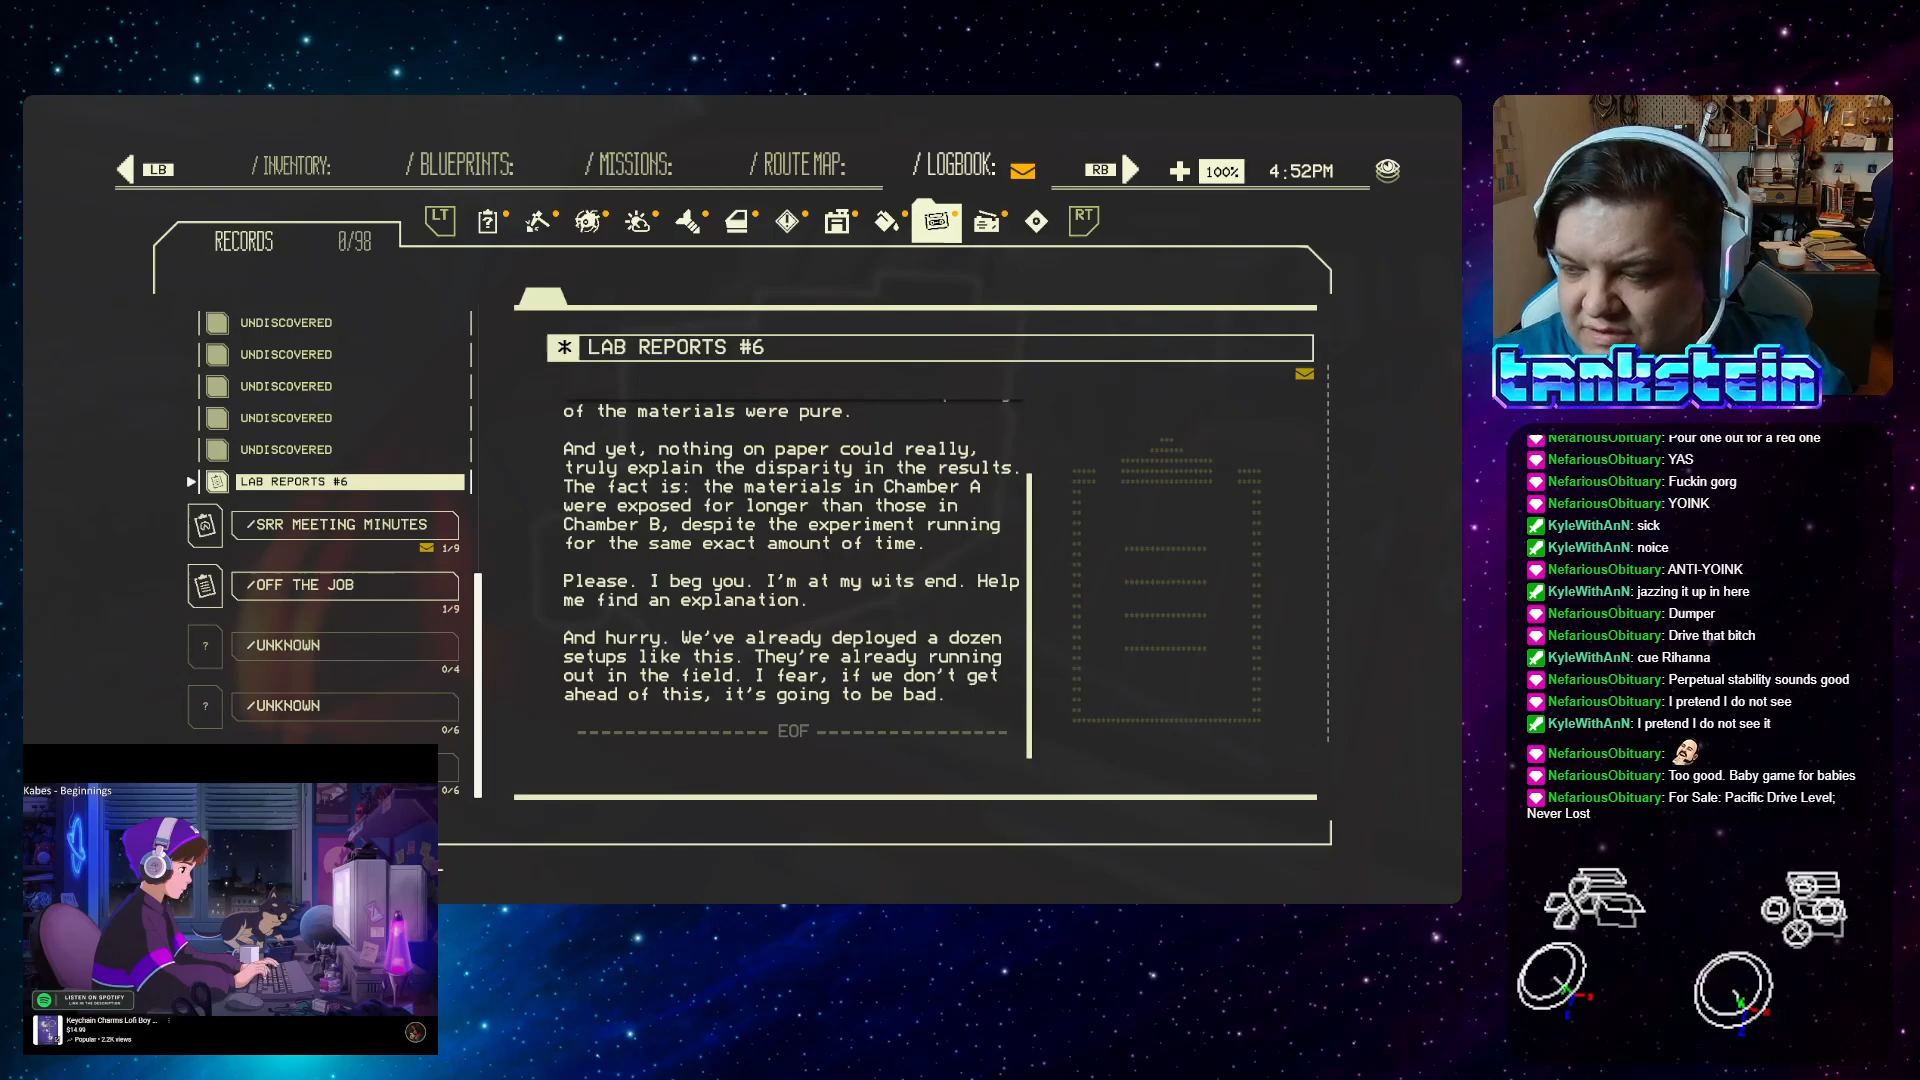 LB
/ INVENTORY:
/ BLUEPRINTS:
/ MISSIONS:
/ ROUTE MAP:
/ LOGBOOK:
RB
100%
4:52PM
LT
RT
RECORDS 0/98
UNDISCOVERED
UNDISCOVERED
UNDISCOVERED
UNDISCOVERED
UNDISCOVERED
LAB REPORTS #6
/SRR MEETING MINUTES
1/9
/OFF THE JOB
1/9
? /UNKNOWN
0/4
? /UNKNOWN
0/6
0/6
* LAB REPORTS #6
of the materials were pure.
And yet, nothing on paper could really,
truly explain the disparity in the results.
The fact is: the materials in Chamber A
were exposed for longer than those in
Chamber B, despite the experiment running
for the same exact amount of time.
Please. I beg you. I'm at my wits end. Help
me find an explanation.
And hurry. We've already deployed a dozen
setups like this. They're already running
out in the field. I fear, if we don't get
ahead of this, it's going to be bad.
EOF
Kabes - Beginnings
LISTEN ON SPOTIFY
LINK IN THE DESCRIPTION
Keychain Charms Lofi Boy ...
$14.99
Popular • 2.2K views
tankstein
NefariousObituary: Pour one out for a red one
NefariousObituary: YAS
NefariousObituary: Fuckin gorg
NefariousObituary: YOINK
KyleWithAnN: sick
KyleWithAnN: noice
NefariousObituary: ANTI-YOINK
KyleWithAnN: jazzing it up in here
NefariousObituary: Dumper
NefariousObituary: Drive that bitch
KyleWithAnN: cue Rihanna
NefariousObituary: Perpetual stability sounds good
NefariousObituary: I pretend I do not see
KyleWithAnN: I pretend I do not see it
NefariousObituary:
NefariousObituary: Too good. Baby game for babies
NefariousObituary: For Sale: Pacific Drive Level;
Never Lost